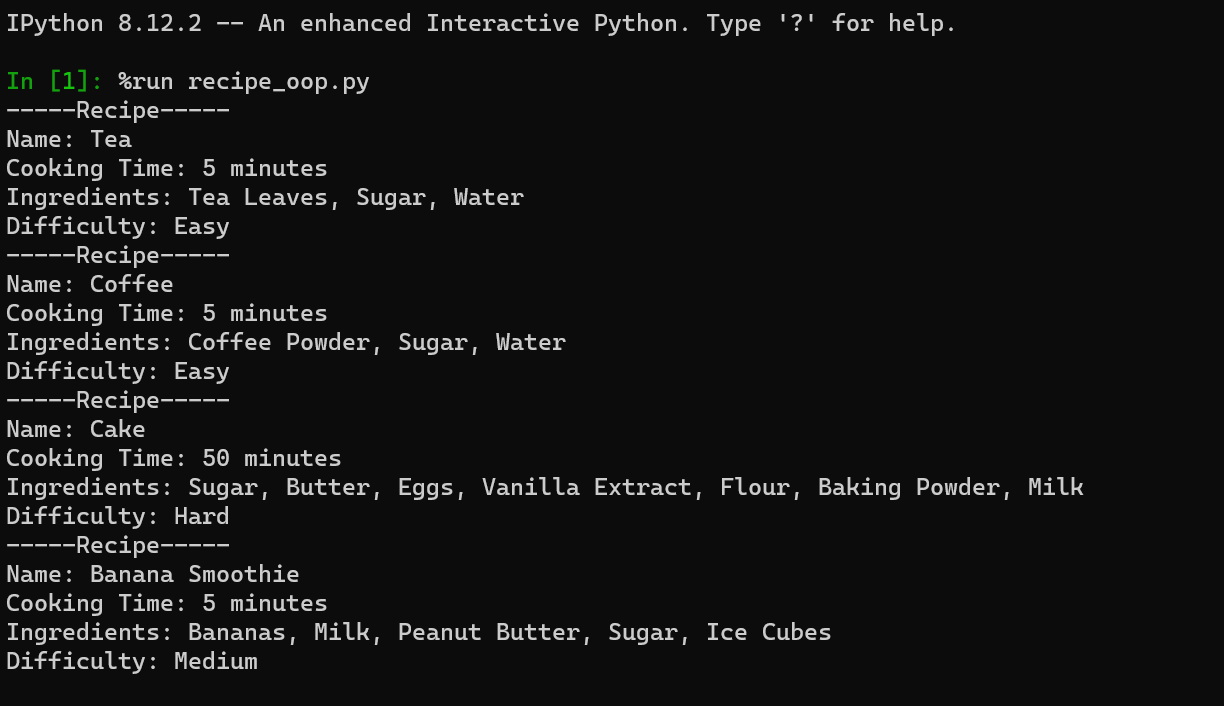 IPython 8.12.2 -- An enhanced Interactive Python. Type '?' for help.
In [1]: %run recipe_oop.py
-----Recipe-----
Name: Tea
Cooking Time: 5 minutes
Ingredients: Tea Leaves, Sugar, Water
Difficulty: Easy
-----Recipe-----
Name: Coffee
Cooking Time: 5 minutes
Ingredients: Coffee Powder, Sugar, Water
Difficulty: Easy
-----Recipe-----
Name: Cake
Cooking Time: 50 minutes
Ingredients: Sugar, Butter, Eggs, Vanilla Extract, Flour, Baking Powder, Milk
Difficulty: Hard
-----Recipe-----
Name: Banana Smoothie
Cooking Time: 5 minutes
Ingredients: Bananas, Milk, Peanut Butter, Sugar, Ice Cubes
Difficulty: Medium